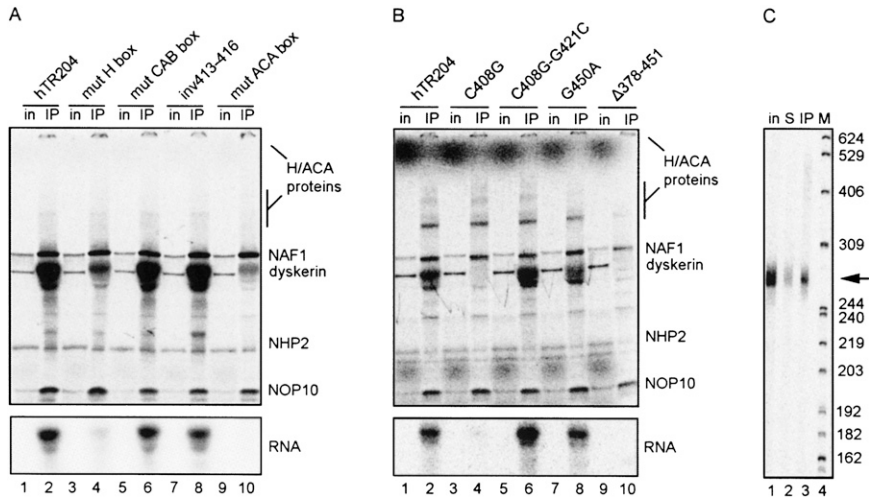 A
hTR204 mut H box mut CAB box inv413-416 mut ACA box
in IP in IP in IP in IP in IP
H/ACA
proteins
NAF1
dyskerin
NHP2
NOP10
RNA
1 2 3 4 5 6 7 8 9 10
B
hTR204 C408G C408G-G421C G450A Δ378-451
in IP in IP in IP in IP in IP
H/ACA
proteins
NAF1
dyskerin
NHP2
NOP10
RNA
1 2 3 4 5 6 7 8 9 10
C
in S IP M
624
529
406
309
244
240
219
203
192
182
162
1 2 3 4